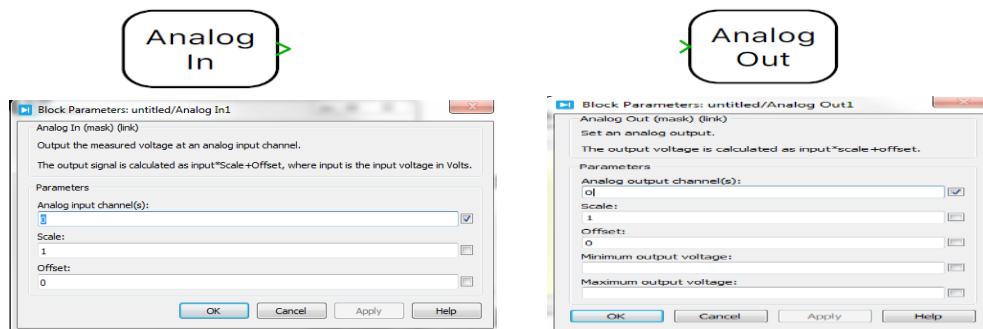 Analog
In
Block Parameters: untitled/Analog In1
Analog In (mask) (link)
Output the measured voltage at an analog input channel.
The output signal is calculated as input*Scale+Offset, where input is the input voltage in Volts.
Parameters
Analog input channel(s):
0
Scale:
1
Offset:
0
OK Cancel Apply Help
Analog
Out
Block Parameters: untitled/Analog Out1
Analog Out (mask) (link)
Set an analog output.
The output voltage is calculated as input*scale+offset.
Parameters
Analog output channel(s):
0
Scale:
1
Offset:
0
Minimum output voltage:
Maximum output voltage:
OK Cancel Apply Help